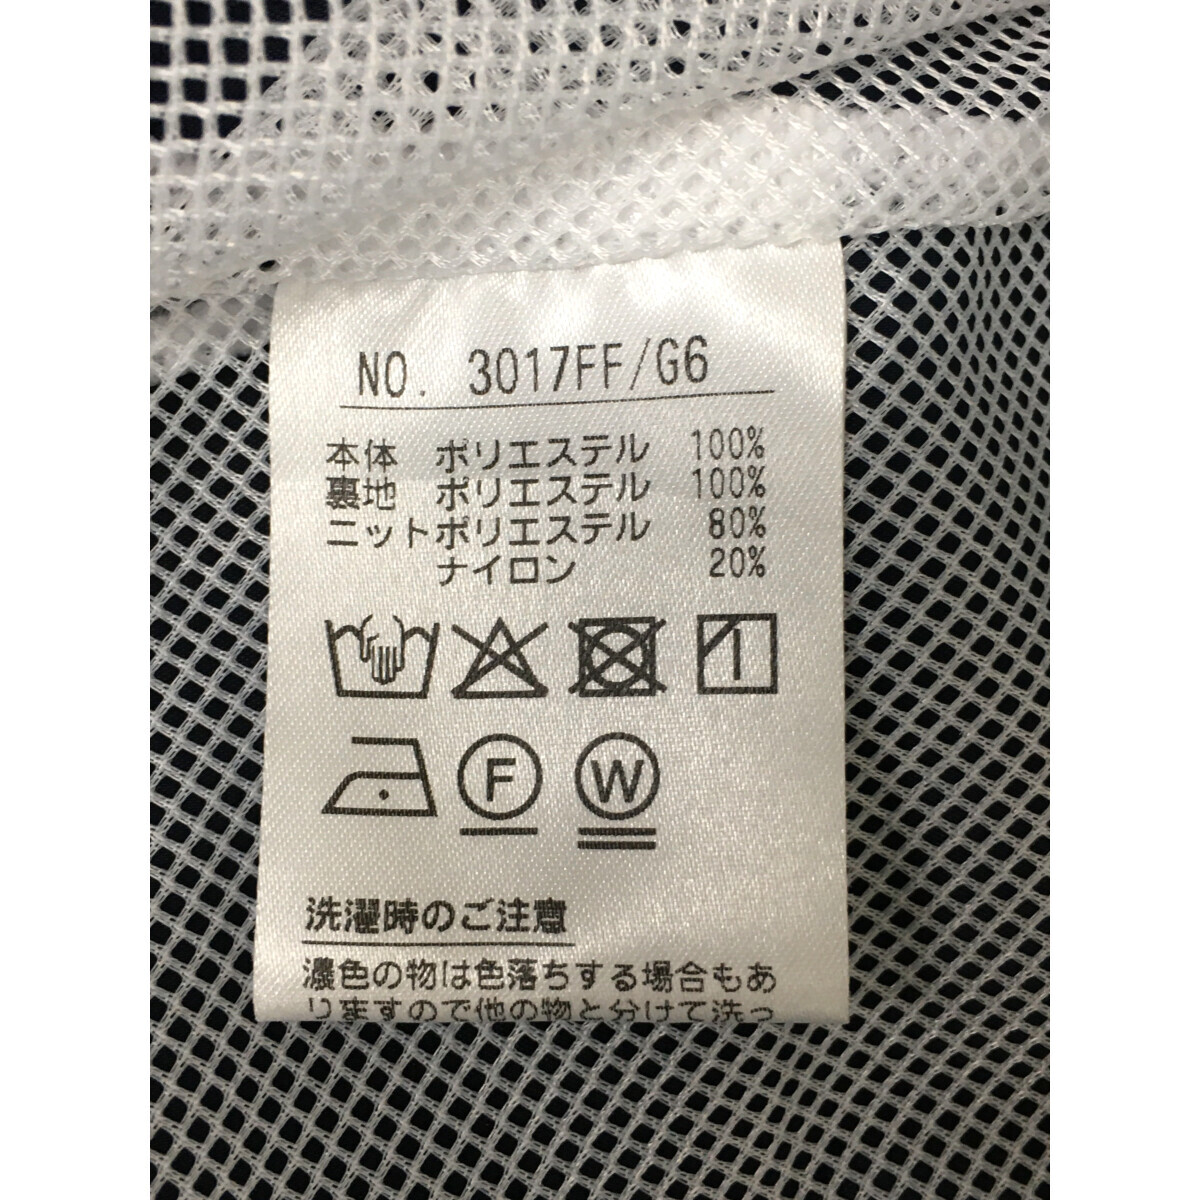 NO. 3017FF/G6
本体 ポリエステル 100%
裏地 ポリエステル 100%
ニットポリエステル 80%
ナイロン 20%
F W
洗濯時のご注意
濃色の物は色落ちする場合もあ
りますので他の物と分けて洗っ